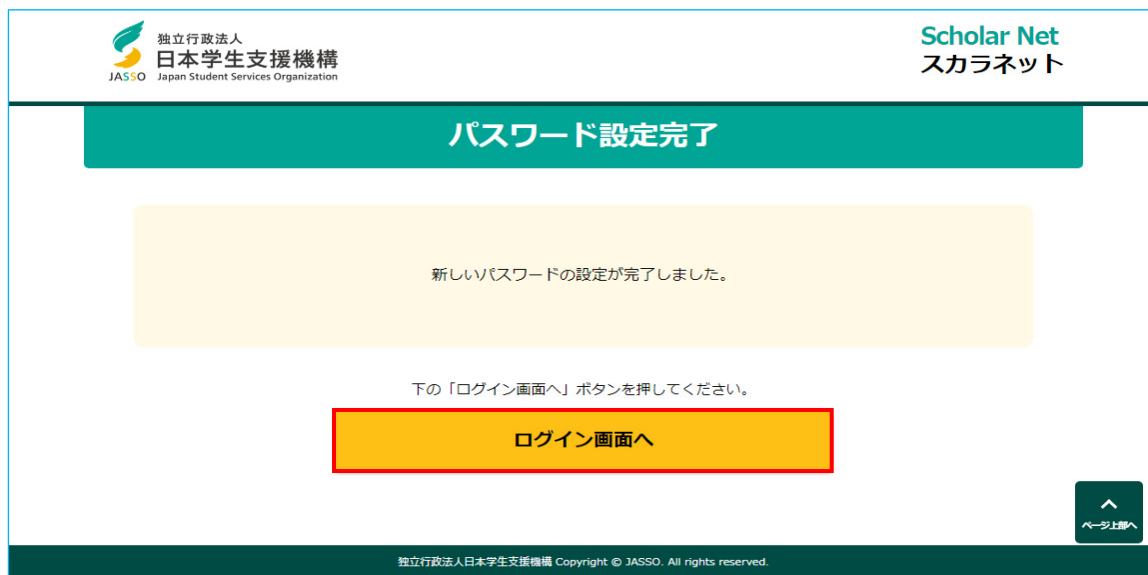 独立行政法人
日本学生支援機構
JASSO Japan Student Services Organization
Scholar Net
スカラネット
パスワード設定完了
新しいパスワードの設定が完了しました。
下の「ログイン画面へ」ボタンを押してください。
ログイン画面へ
ページ上部へ
独立行政法人日本学生支援機構 Copyright © JASSO. All rights reserved.